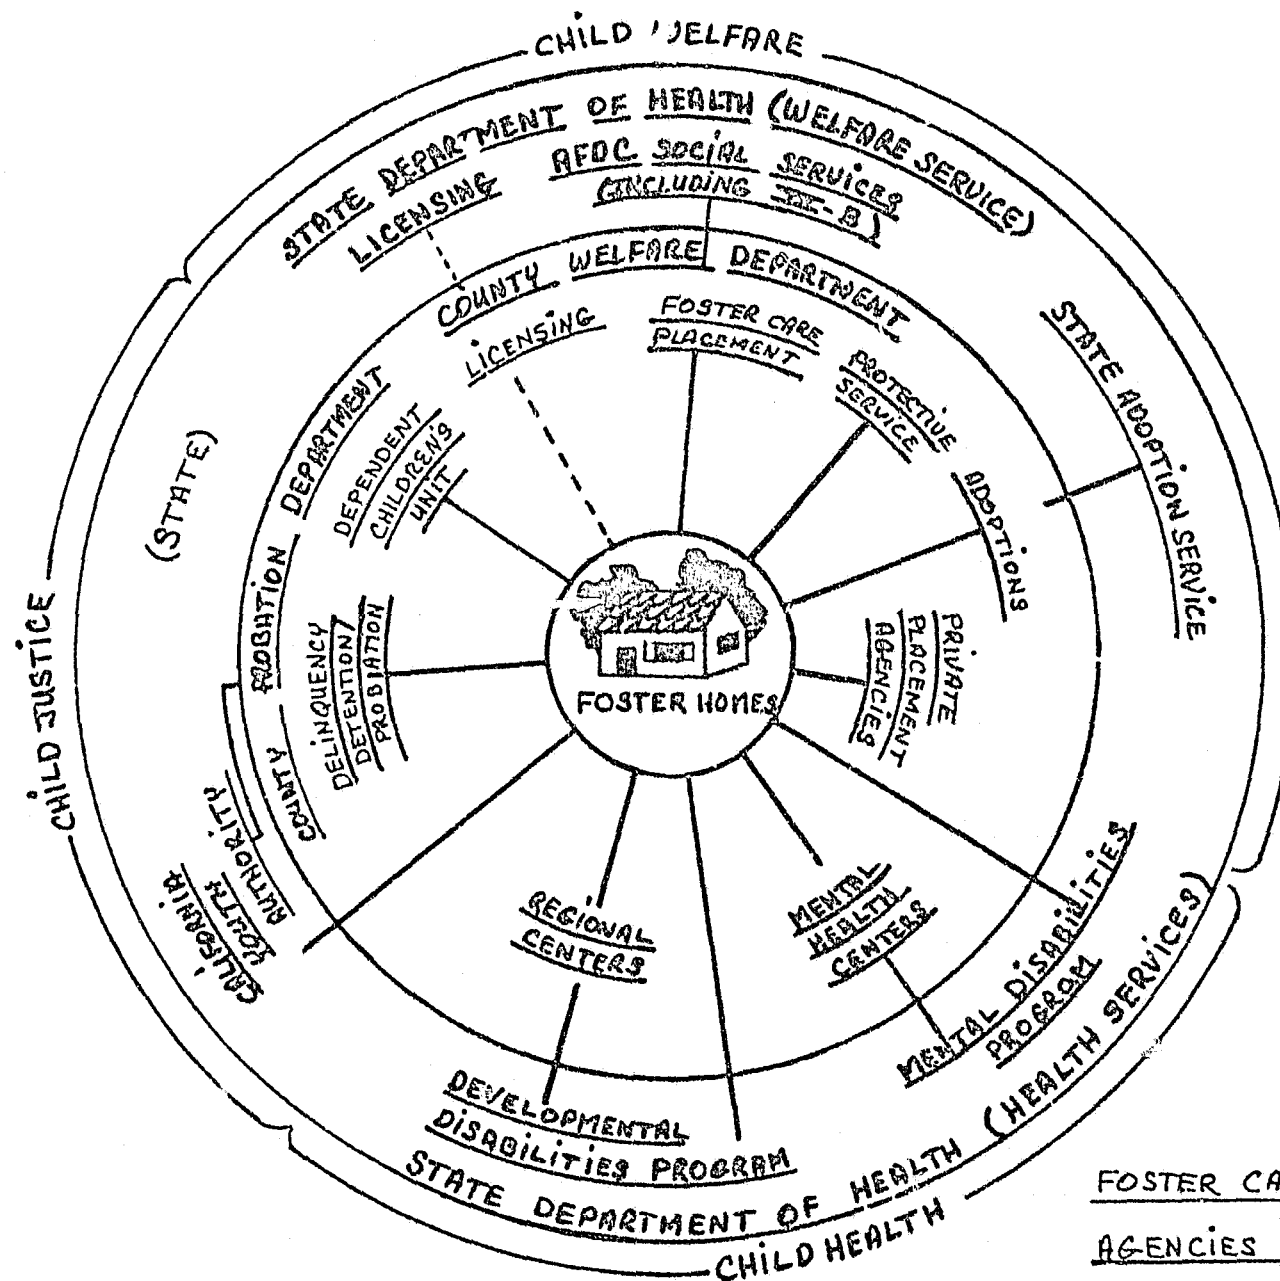 CHILD WELFARE
STATE DEPARTMENT OF HEALTH (WELFARE SERVICE)
LICENSING
AFDC SOCIAL SERVICES
(INCLUDING - B)
STATE ADOPTION SERVICE
COUNTY WELFARE DEPARTMENT
LICENSING
FOSTER CARE
PLACEMENT
PROTECTIVE
SERVICE
ADOPTIONS
PRIVATE
PLACEMENT
AGENCIES
CHILD JUSTICE
(STATE)
CALIFORNIA
YOUTH
AUTHORITY
COUNTY PROBATION DEPARTMENT
DEPENDENT
CHILDREN'S
UNIT
DELINQUENCY
DETENTION/
PROBATION
FOSTER HOMES
REGIONAL
CENTERS
MENTAL
HEALTH
CENTERS
DEVELOPMENTAL
DISABILITIES PROGRAM
MENTAL DISABILITIES
PROGRAM
STATE DEPARTMENT OF HEALTH (HEALTH SERVICES)
CHILD HEALTH
FOSTER CA
AGENCIES